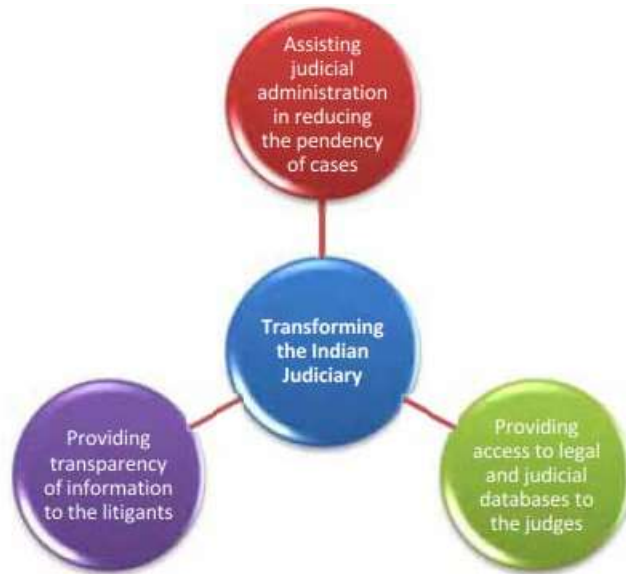 Assisting
judicial
administration
in reducing
the pendency
of cases
Transforming
the Indian
Judiciary
Providing
transparency
of information
to the litigants
Providing
access to legal
and judicial
databases to
the judges